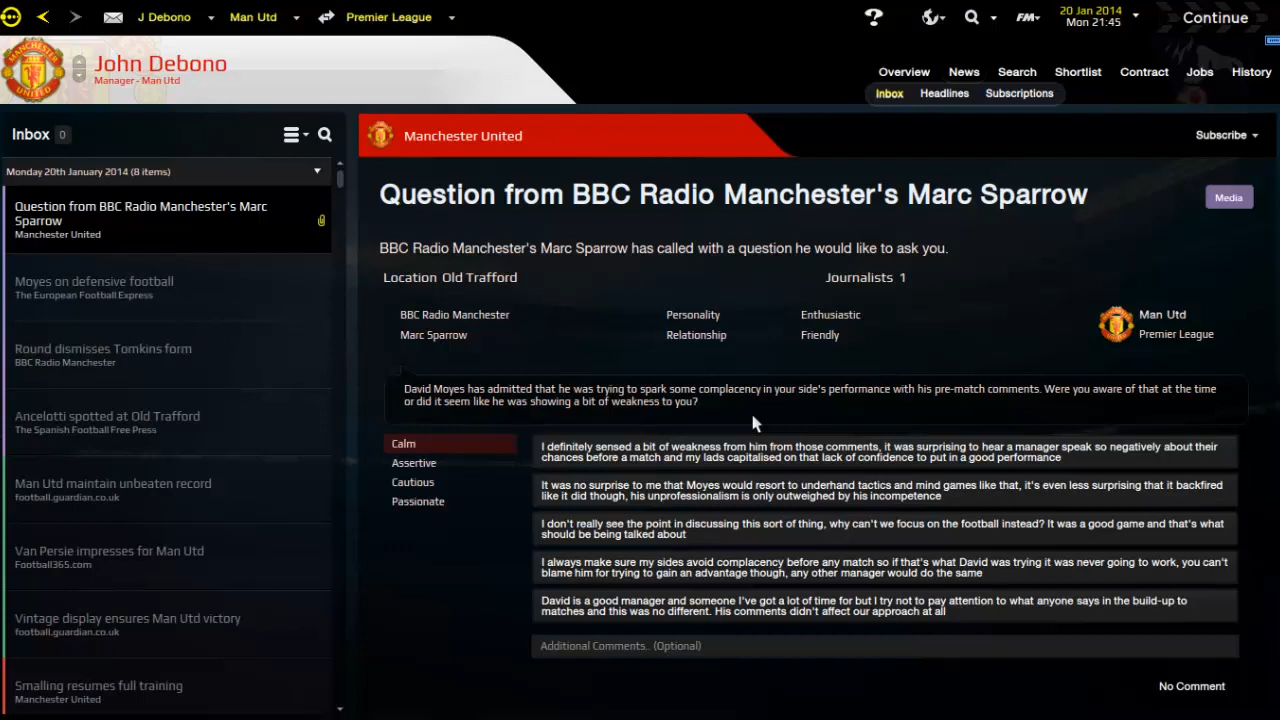 J Debono
Man Utd
Premier League
FM
20 Jan 2014
Mon 21:45
Continue
John Debono
Manager - Man Utd
Overview
News
Search
Shortlist
Contract
Jobs
History
Inbox
Headlines
Subscriptions
Inbox 0
Manchester United
Subscribe
Monday 20th January 2014 (8 items)
Question from BBC Radio Manchester's Marc
Sparrow
Manchester United
Moyes on defensive football
The European Football Express
Round dismisses Tomkins form
BBC Radio Manchester
Ancelotti spotted at Old Trafford
The Spanish Football Free Press
Man Utd maintain unbeaten record
football.guardian.co.uk
Van Persie impresses for Man Utd
Football365.com
Vintage display ensures Man Utd victory
football.guardian.co.uk
Smalling resumes full training
Manchester United
Question from BBC Radio Manchester's Marc Sparrow
Media
BBC Radio Manchester's Marc Sparrow has called with a question he would like to ask you.
Location Old Trafford
Journalists 1
BBC Radio Manchester
Personality
Enthusiastic
Man Utd
Marc Sparrow
Relationship
Friendly
Premier League
David Moyes has admitted that he was trying to spark some complacency in your side's performance with his pre-match comments. Were you aware of that at the time
or did it seem like he was showing a bit of weakness to you?
Calm
Assertive
Cautious
Passionate
I definitely sensed a bit of weakness from him from those comments, it was surprising to hear a manager speak so negatively about their
chances before a match and my lads capitalised on that lack of confidence to put in a good performance
It was no surprise to me that Moyes would resort to underhand tactics and mind games like that, it's even less surprising that it backfired
like it did though, his unprofessionalism is only outweighed by his incompetence
I don't really see the point in discussing this sort of thing, why can't we focus on the football instead? It was a good game and that's what
should be being talked about
I always make sure my sides avoid complacency before any match so if that's what David was trying it was never going to work, you can't
blame him for trying to gain an advantage though, any other manager would do the same
David is a good manager and someone I've got a lot of time for but I try not to pay attention to what anyone says in the build-up to
matches and this was no different. His comments didn't affect our approach at all
Additional Comments.. (Optional)
No Comment